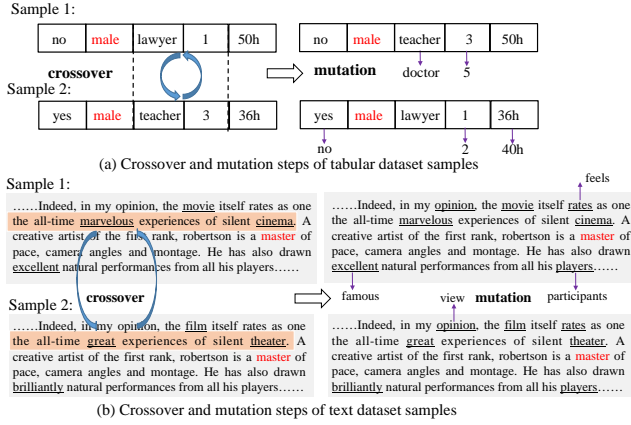 Sample 1:
no male lawyer 1 50h
no male teacher 3 50h
crossover
mutation
doctor 5
Sample 2:
yes male teacher 3 36h
yes male lawyer 1 36h
no 2 40h
(a) Crossover and mutation steps of tabular dataset samples
Sample 1:
feels
……Indeed, in my opinion, the movie itself rates as one
the all-time marvelous experiences of silent cinema. A
creative artist of the first rank, robertson is a master of
pace, camera angles and montage. He has also drawn
excellent natural performances from all his players……
……Indeed, in my opinion, the movie itself rates as one
the all-time marvelous experiences of silent cinema. A
creative artist of the first rank, robertson is a master of
pace, camera angles and montage. He has also drawn
excellent natural performances from all his players……
crossover
famous view mutation participants
Sample 2:
……Indeed, in my opinion, the film itself rates as one
the all-time great experiences of silent theater. A
creative artist of the first rank, robertson is a master of
pace, camera angles and montage. He has also drawn
brilliantly natural performances from all his players……
……Indeed, in my opinion, the film itself rates as one
the all-time great experiences of silent theater. A
creative artist of the first rank, robertson is a master of
pace, camera angles and montage. He has also drawn
brilliantly natural performances from all his players……
(b) Crossover and mutation steps of text dataset samples